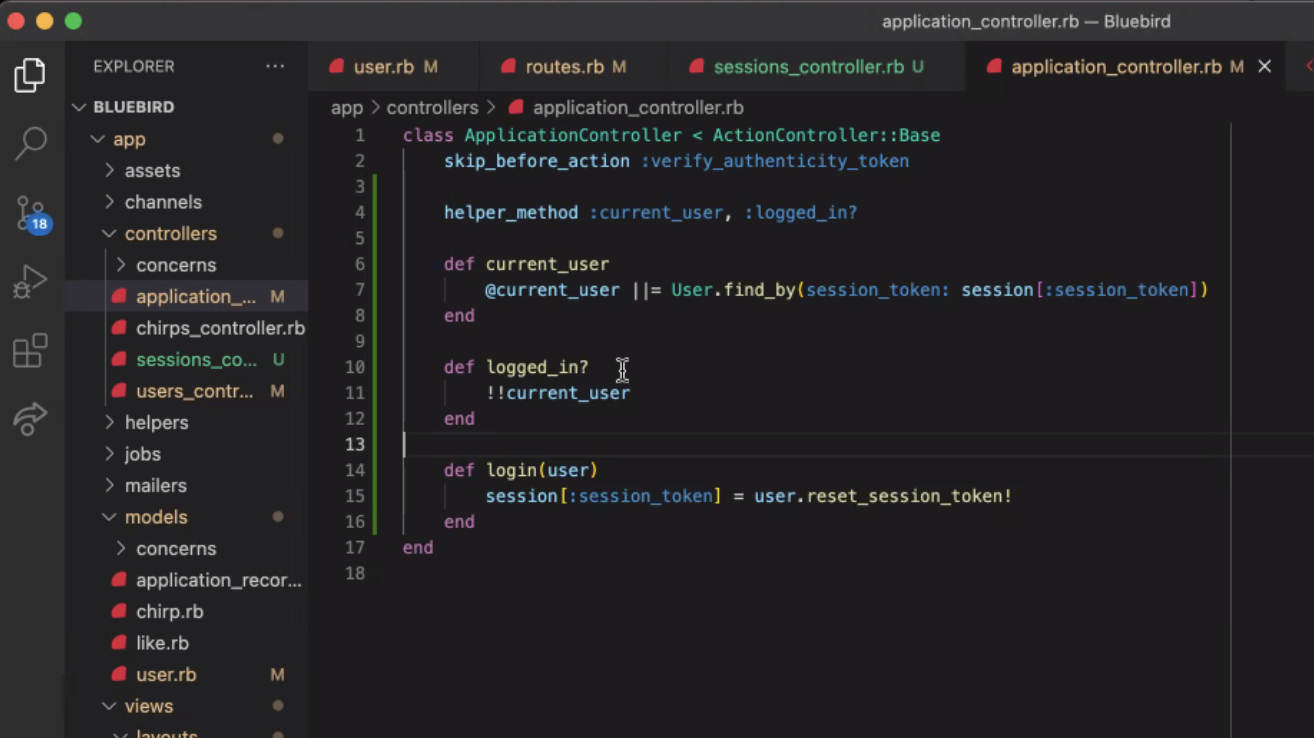 application_controller.rb — Bluebird
EXPLORER ...
user.rb M
routes.rb M
sessions_controller.rb U
application_controller.rb M
BLUEBIRD
app > controllers > application_controller.rb
app
assets
channels
18
controllers
concerns
application_... M
chirps_controller.rb
sessions_co... U
users_contr... M
helpers
jobs
mailers
models
concerns
application_recor...
chirp.rb
like.rb
user.rb M
views
layouts
1 class ApplicationController < ActionController::Base
2 skip_before_action :verify_authenticity_token
3
4 helper_method :current_user, :logged_in?
5
6 def current_user
7 @current_user ||= User.find_by(session_token: session[:session_token])
8 end
9
10 def logged_in?
11 !!current_user
12 end
13
14 def login(user)
15 session[:session_token] = user.reset_session_token!
16 end
17 end
18